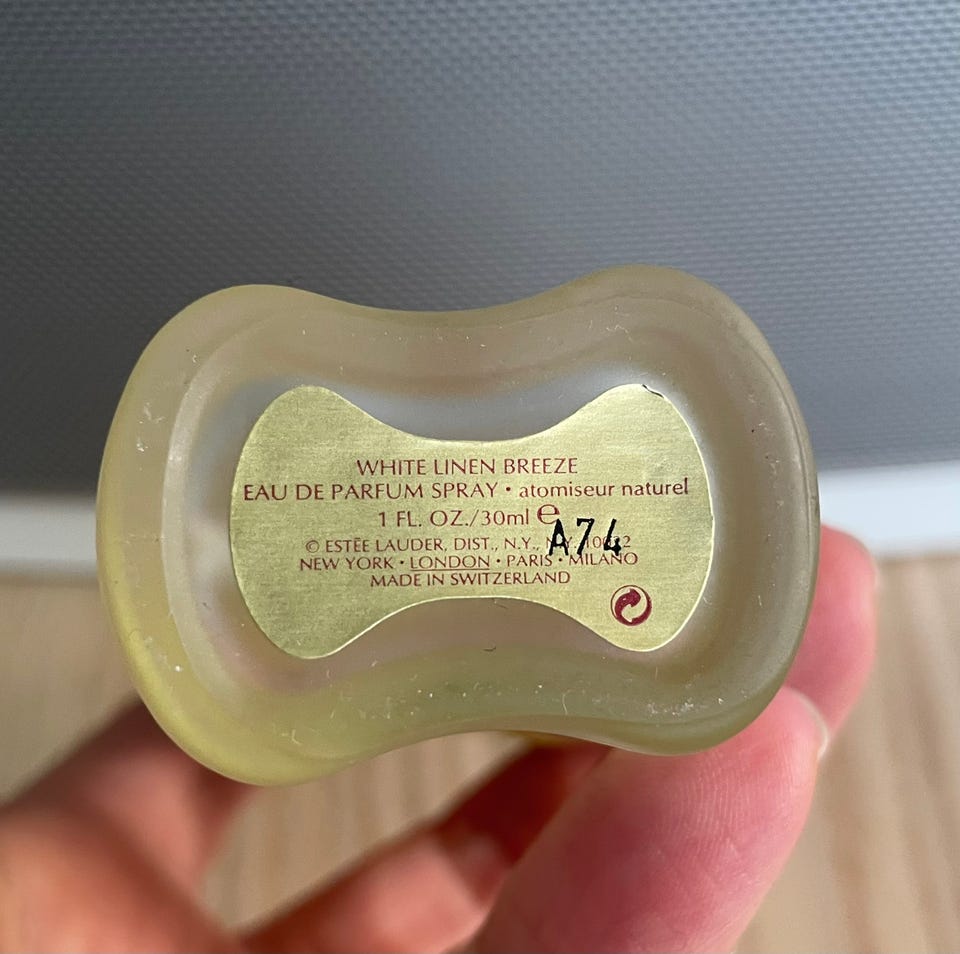 WHITE LINEN BREEZE
EAU DE PARFUM SPRAY • atomiseur naturel
1 FL. OZ./30ml ℮
A74
© ESTĒE LAUDER, DIST., N.Y.,
NEW YORK • LONDON • PARIS • MILANO
MADE IN SWITZERLAND